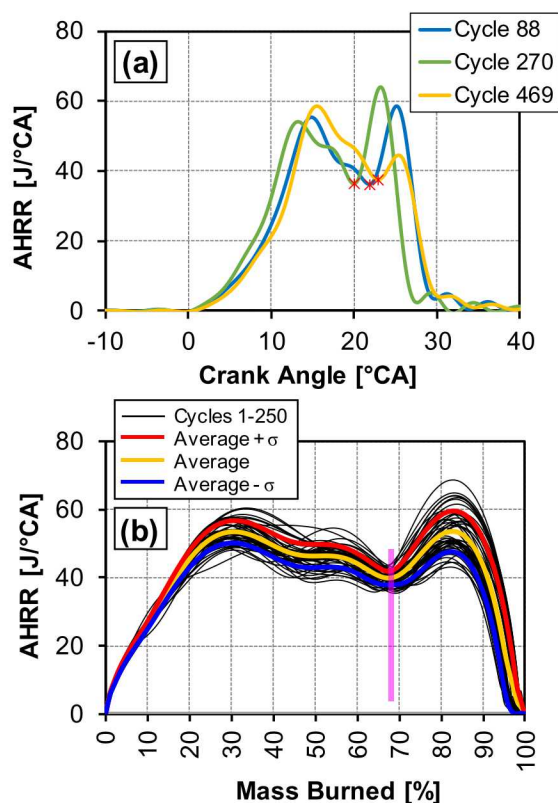 80
(a)
Cycle 88
Cycle 270
Cycle 469
60
40
20
0
AHRR [J/°CA]
-10 0 10 20 30 40
Crank Angle [°CA]
Cycles 1-250
Average + σ
Average
Average - σ
80
(b)
60
40
20
0
AHRR [J/°CA]
0 10 20 30 40 50 60 70 80 90 100
Mass Burned [%]